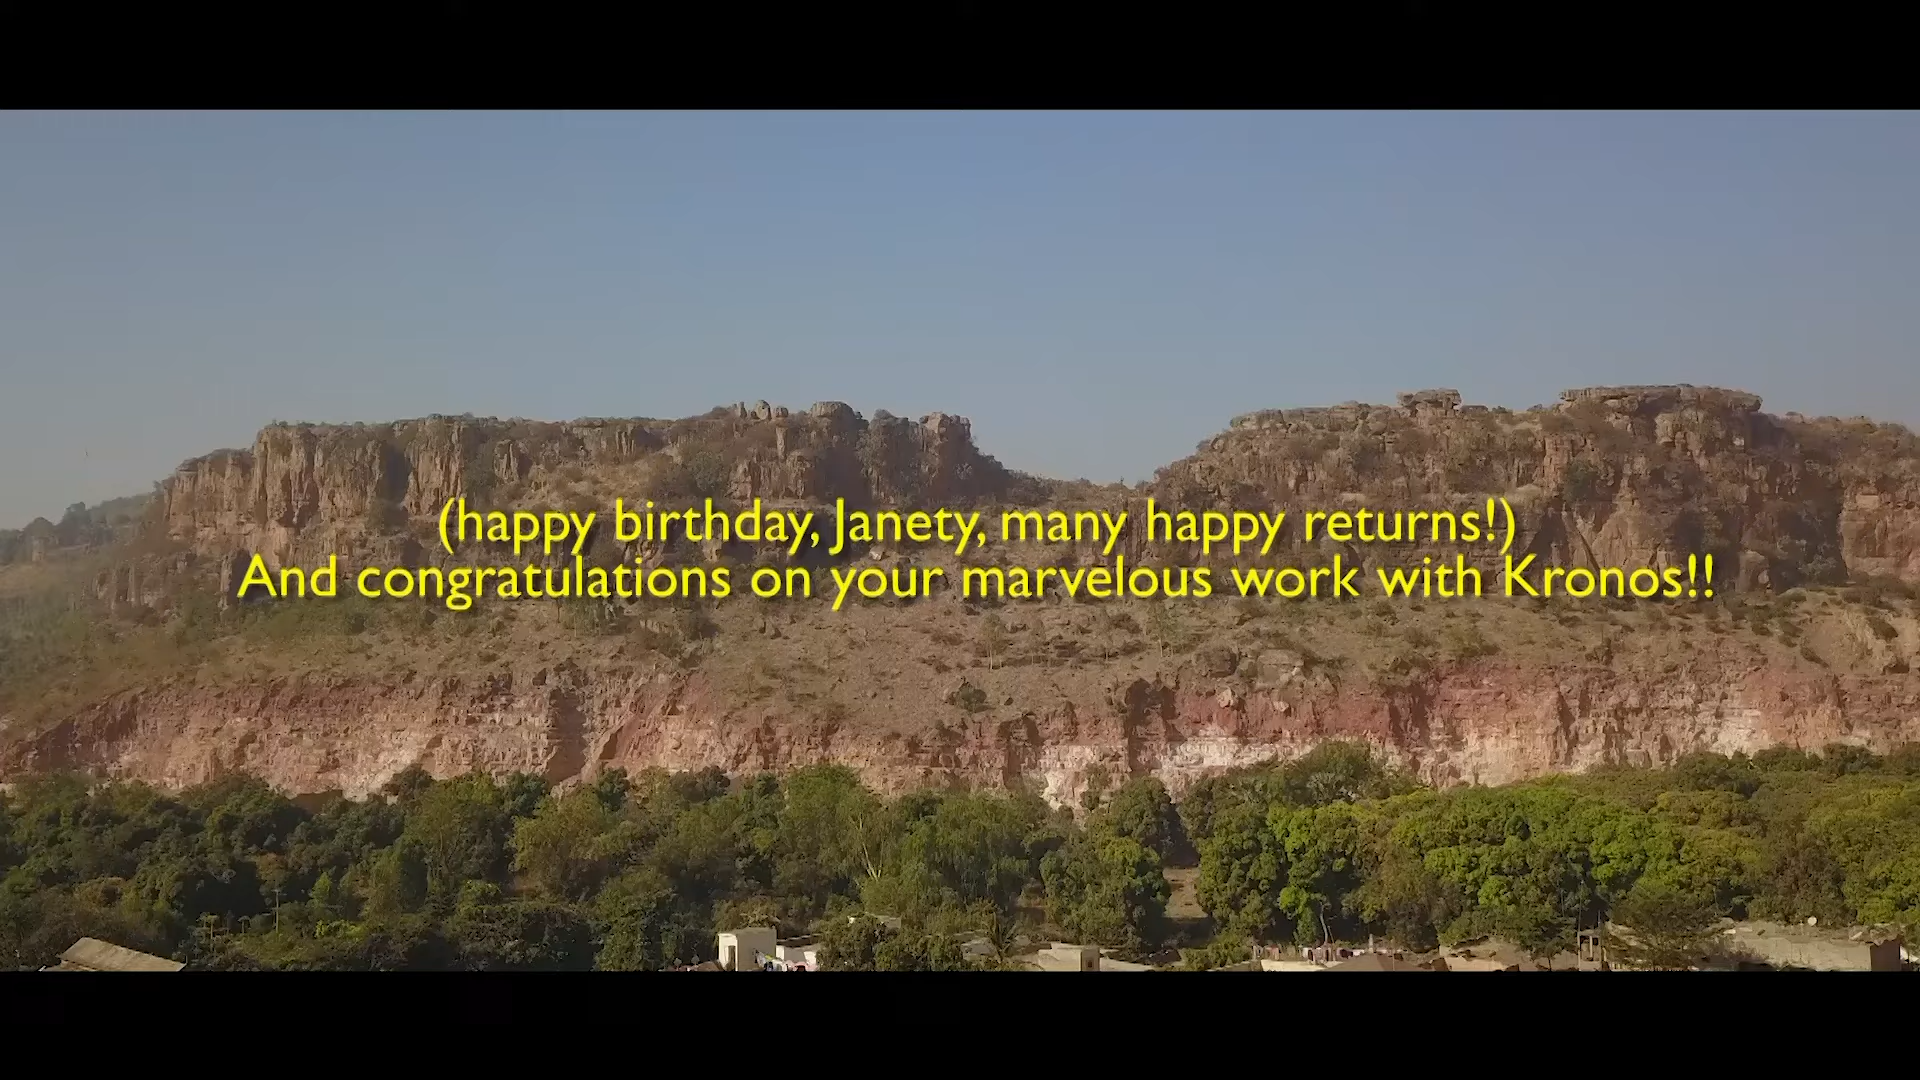 (happy birthday, Janety, many happy returns!)
And congratulations on your marvelous work with Kronos!!